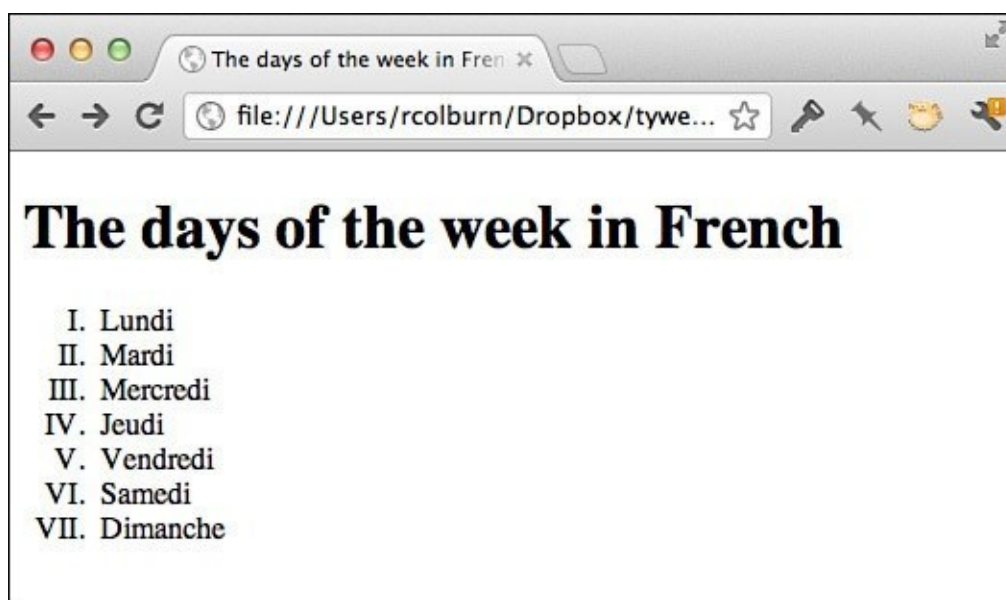 The days of the week in Fren
file:///Users/rcolburn/Dropbox/tywe...
The days of the week in French
I. Lundi
II. Mardi
III. Mercredi
IV. Jeudi
V. Vendredi
VI. Samedi
VII. Dimanche